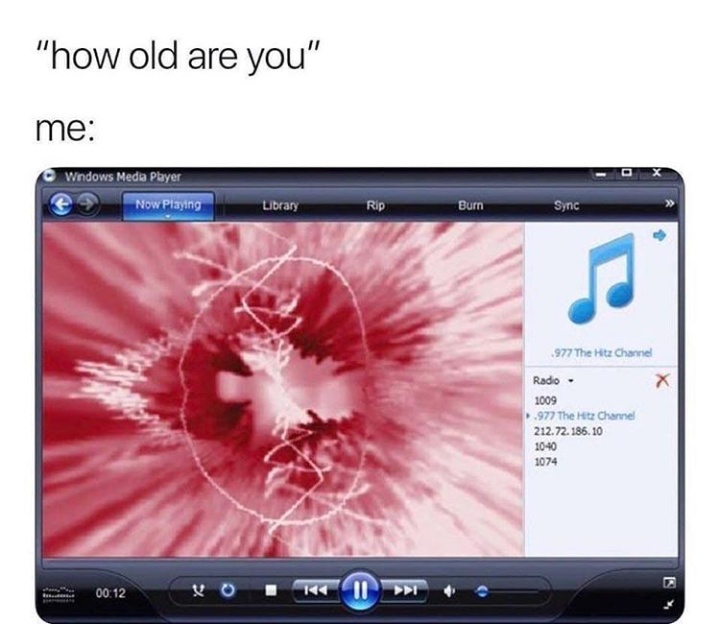 "how old are you"
me:
Windows Media Player
Now Playing Library Rip Burn Sync »
.977 The Hitz Channel
Radio
1009
.977 The Hitz Channel
212.72.186.10
1040
1074
00:12